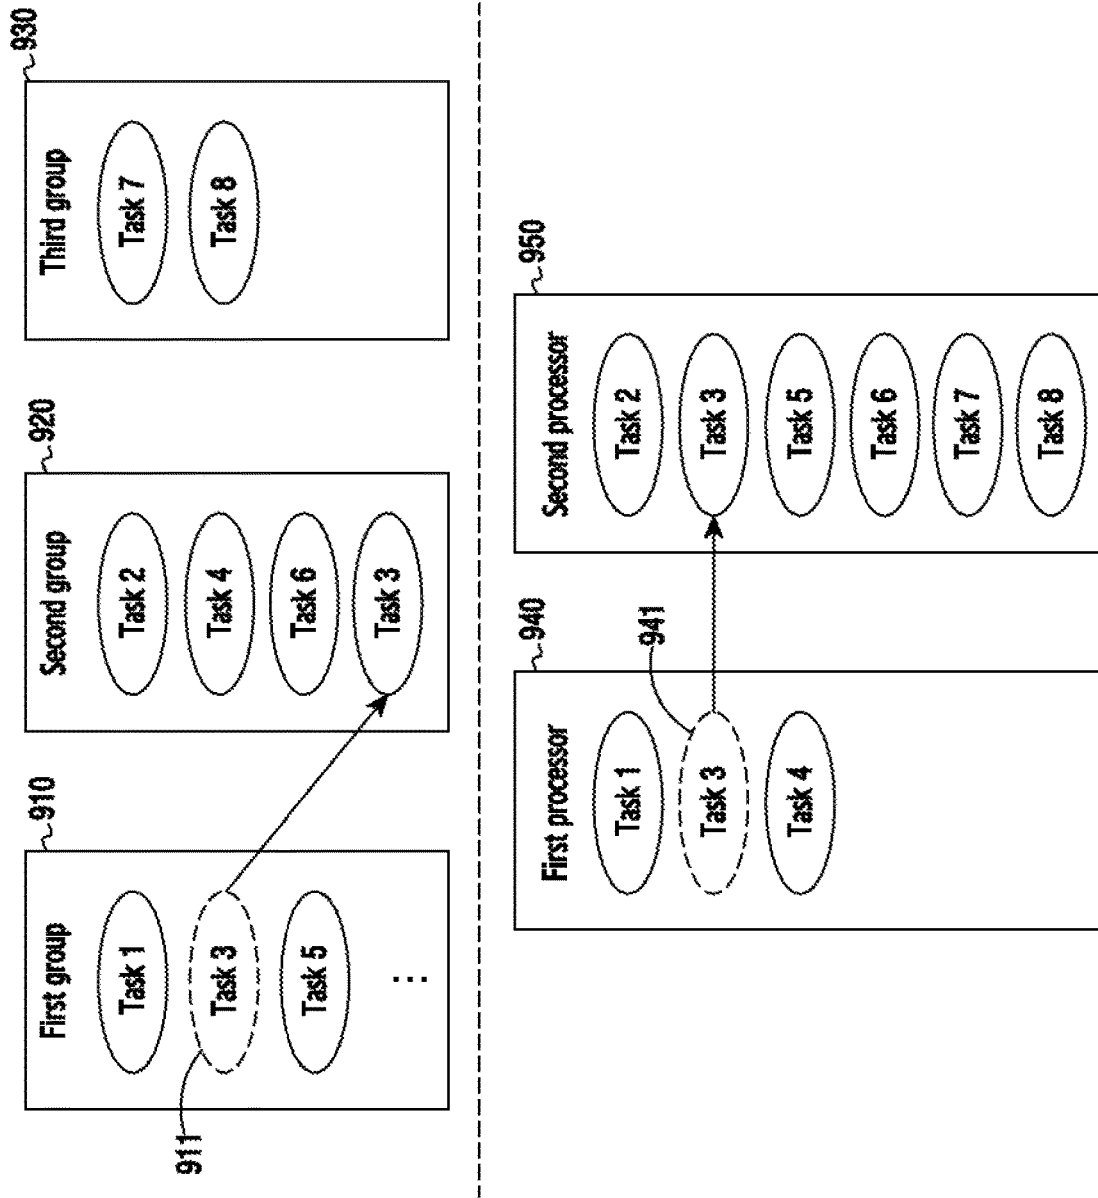 910
First group
Task 1
911
Task 3
Task 5
⋮
920
Second group
Task 2
Task 4
Task 6
Task 3
930
Third group
Task 7
Task 8
940
First processor
Task 1
941
Task 3
Task 4
950
Second processor
Task 2
Task 3
Task 5
Task 6
Task 7
Task 8